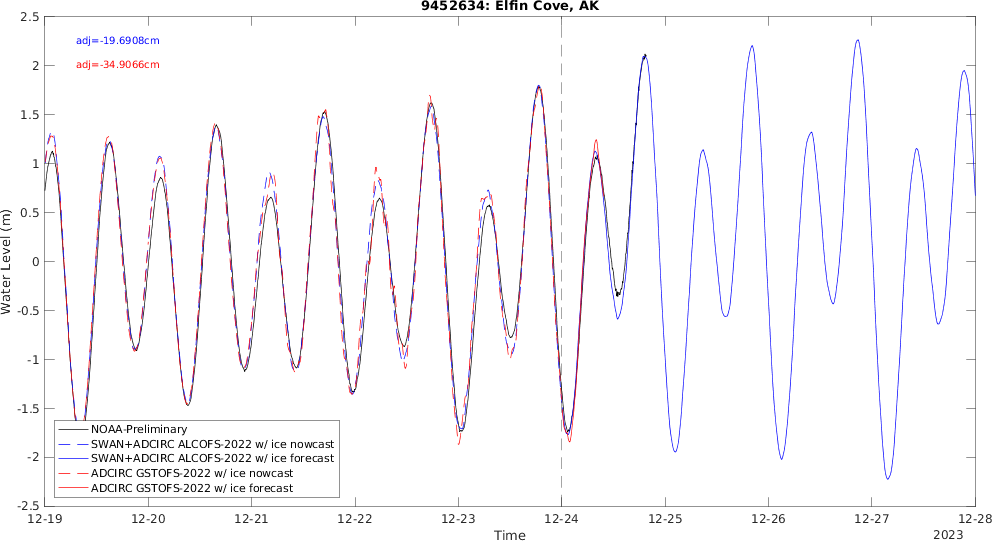 9452634: Elfin Cove, AK
adj=-19.6908cm
adj=-34.9066cm
2.5
2
1.5
1
0.5
0
-0.5
-1
-1.5
-2
-2.5
Water Level (m)
NOAA-Preliminary
SWAN+ADCIRC ALCOFS-2022 w/ ice nowcast
SWAN+ADCIRC ALCOFS-2022 w/ ice forecast
ADCIRC GSTOFS-2022 w/ ice nowcast
ADCIRC GSTOFS-2022 w/ ice forecast
12-19 12-20 12-21 12-22 12-23 12-24 12-25 12-26 12-27 12-28
Time
2023